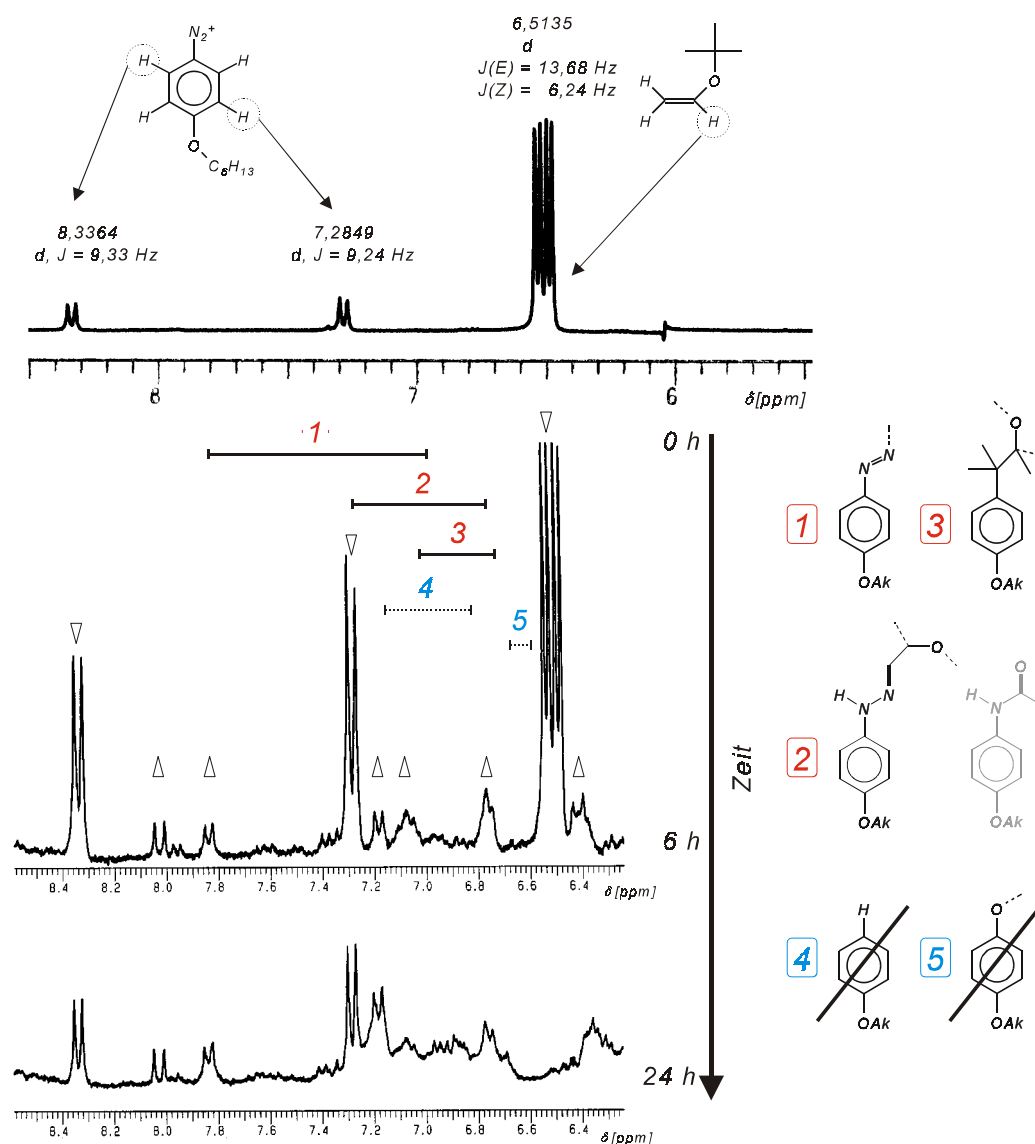 N2+
H
H
H
H
O
C6H13
6,5135
d
J(E) = 13,68 Hz
J(Z) = 6,24 Hz
O
H
8,3364
d, J = 9,33 Hz
7,2849
d, J = 9,24 Hz
8
7
6
δ[ppm]
1
2
3
4
5
0 h
6 h
24 h
Zeit
8.4 8.2 8.0 7.8 7.6 7.4 7.2 7.0 6.8 6.6 6.4
δ[ppm]
8.4 8.2 8.0 7.8 7.6 7.4 7.2 7.0 6.8 6.6 6.4
δ[ppm]
1
N
N
OAk
3
O
OAk
2
O
N
H
N
OAk
O
H
N
OAk
4
H
OAk
5
O
OAk